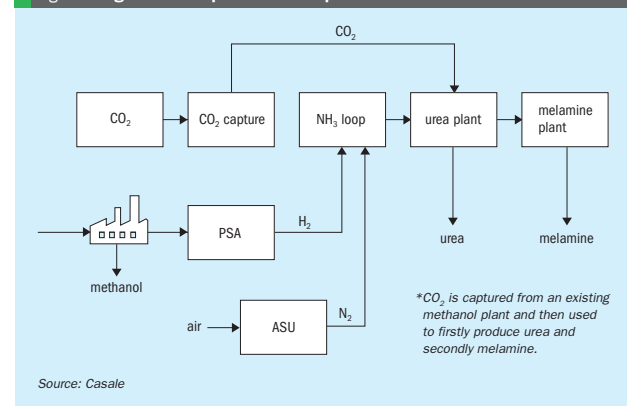 CO₂
CO₂
CO₂ capture
NH₃ loop
urea plant
melamine
plant
PSA
H₂
methanol
urea
melamine
air
ASU
N₂
*CO₂ is captured from an existing
methanol plant and then used
to firstly produce urea and
secondly melamine.
Source: Casale